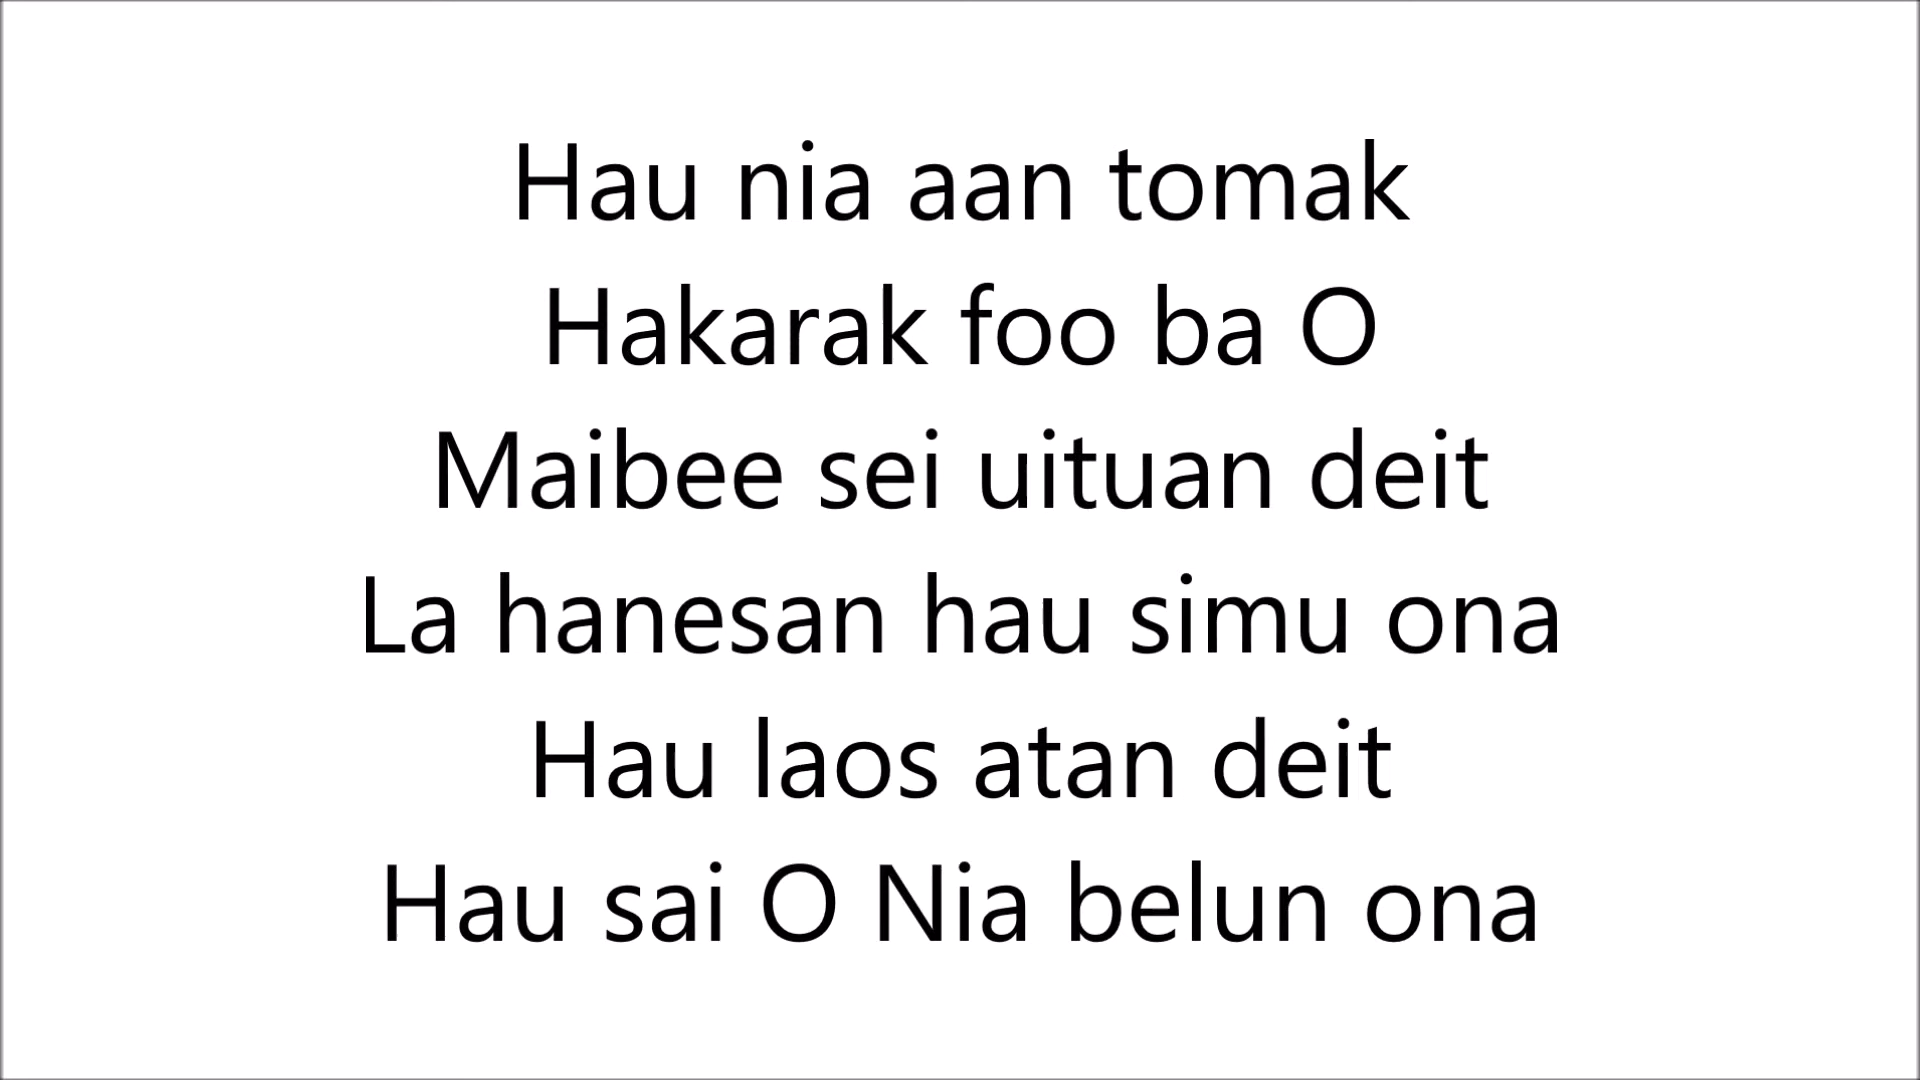 Hau nia aan tomak
Hakarak foo ba O
Maibee sei uituan deit
La hanesan hau simu ona
Hau laos atan deit
Hau sai O Nia belun ona